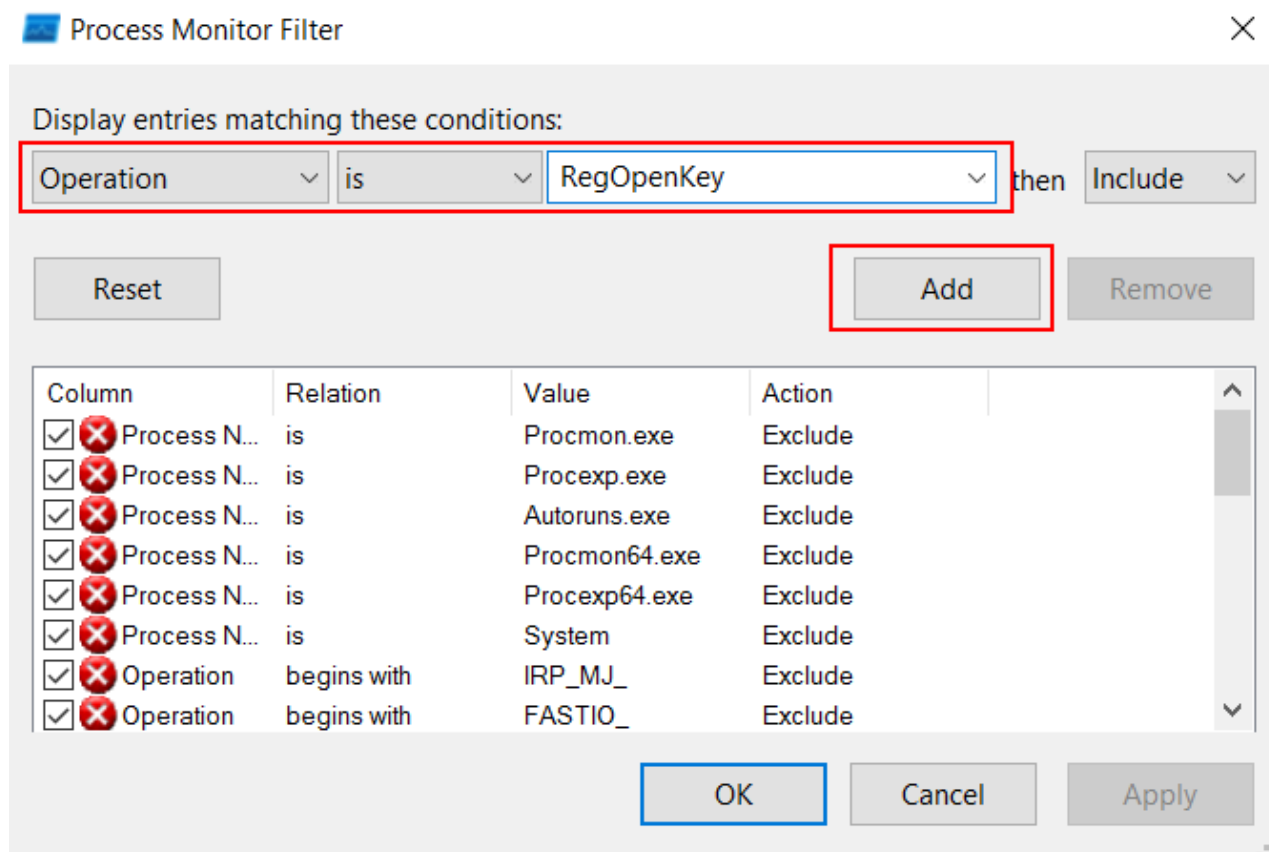 Process Monitor Filter
Display entries matching these conditions:
Operation is RegOpenKey then Include
Reset Add Remove
Column Relation Value Action
Process N... is Procmon.exe Exclude
Process N... is Procexp.exe Exclude
Process N... is Autoruns.exe Exclude
Process N... is Procmon64.exe Exclude
Process N... is Procexp64.exe Exclude
Process N... is System Exclude
Operation begins with IRP_MJ_ Exclude
Operation begins with FASTIO_ Exclude
OK Cancel Apply